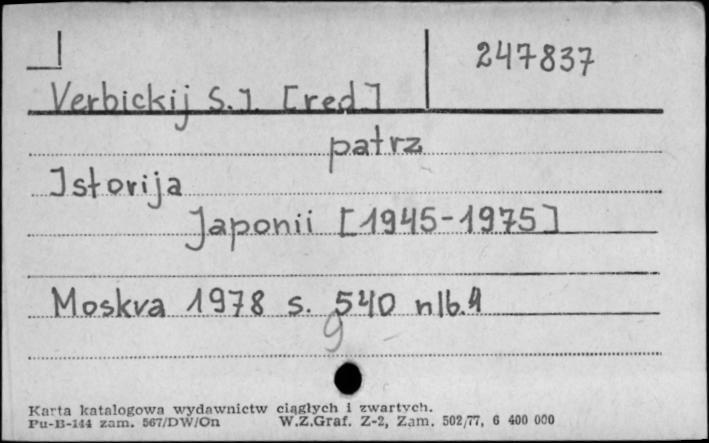 247837
Verbickij S.I. [red]
patrz
Istorija
Japonii [1945-1975]
Moskva 1978 s. 540 nlb.4
9
Karta katalogowa wydawnictw ciągłych i zwartych.
Pu-B-144 zam. 567/DW/On W.Z.Graf. Z-2, Zam. 502/77, 6 400 000